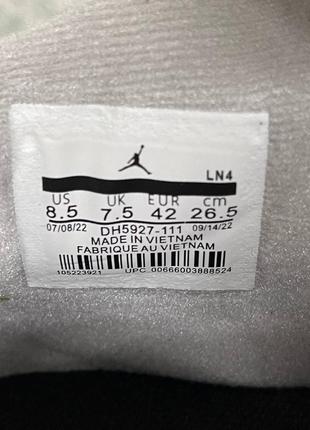 LN4
US UK EUR cm
8.5 7.5 42 26.5
07/08/22 DH5927-111 09/14/22
MADE IN VIETNAM
FABRIQUE AU VIETNAM
105223921 UPC 00666003888524